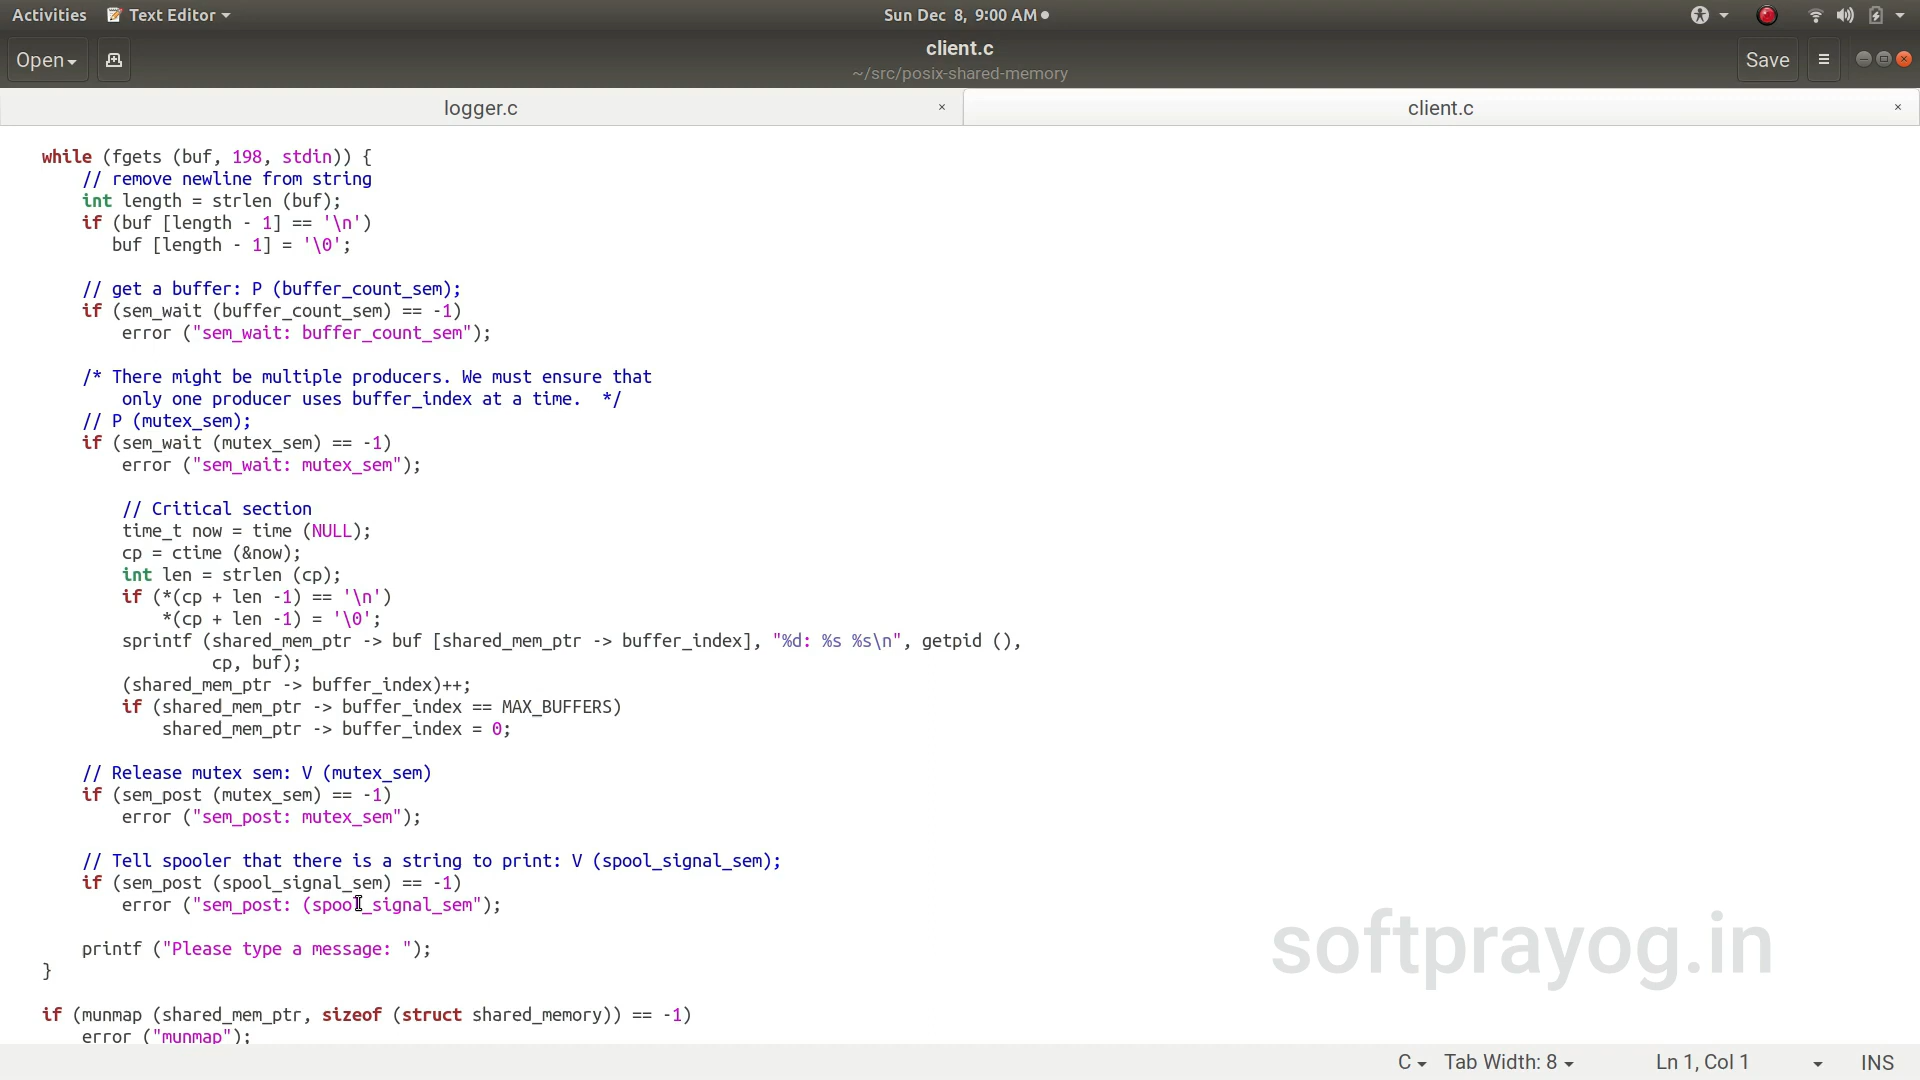 Activities Text Editor Sun Dec 8, 9:00 AM
Open client.c Save
~/src/posix-shared-memory
logger.c × client.c ×
while (fgets (buf, 198, stdin)) {
// remove newline from string
int length = strlen (buf);
if (buf [length - 1] == '\n')
buf [length - 1] = '\0';
// get a buffer: P (buffer_count_sem);
if (sem_wait (buffer_count_sem) == -1)
error ("sem_wait: buffer_count_sem");
/* There might be multiple producers. We must ensure that
only one producer uses buffer_index at a time. */
// P (mutex_sem);
if (sem_wait (mutex_sem) == -1)
error ("sem_wait: mutex_sem");
// Critical section
time_t now = time (NULL);
cp = ctime (&now);
int len = strlen (cp);
if (*(cp + len -1) == '\n')
*(cp + len -1) = '\0';
sprintf (shared_mem_ptr -> buf [shared_mem_ptr -> buffer_index], "%d: %s %s\n", getpid (),
cp, buf);
(shared_mem_ptr -> buffer_index)++;
if (shared_mem_ptr -> buffer_index == MAX_BUFFERS)
shared_mem_ptr -> buffer_index = 0;
// Release mutex sem: V (mutex_sem)
if (sem_post (mutex_sem) == -1)
error ("sem_post: mutex_sem");
// Tell spooler that there is a string to print: V (spool_signal_sem);
if (sem_post (spool_signal_sem) == -1)
error ("sem_post: (spool_signal_sem");
printf ("Please type a message: ");
}
if (munmap (shared_mem_ptr, sizeof (struct shared_memory)) == -1)
error ("munmap");
softprayog.in
C Tab Width: 8 Ln 1, Col 1 INS